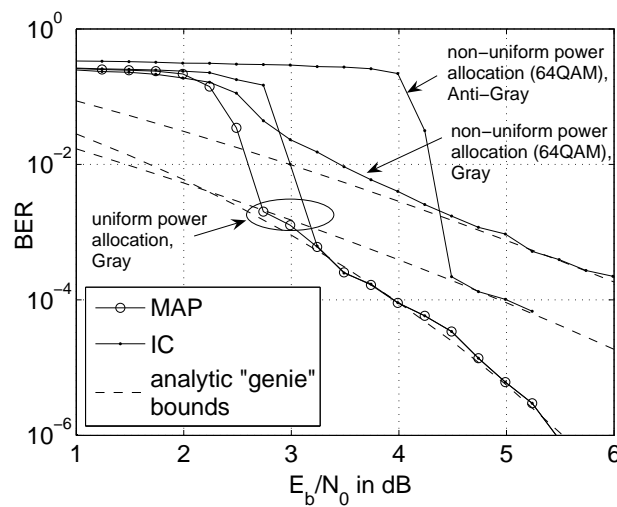 10^0
10^−2
10^−4
10^−6
BER
non−uniform power
allocation (64QAM),
Anti−Gray
non−uniform power
allocation (64QAM),
Gray
uniform power
allocation,
Gray
MAP
IC
analytic "genie"
bounds
1 2 3 4 5 6
E_b/N_0 in dB